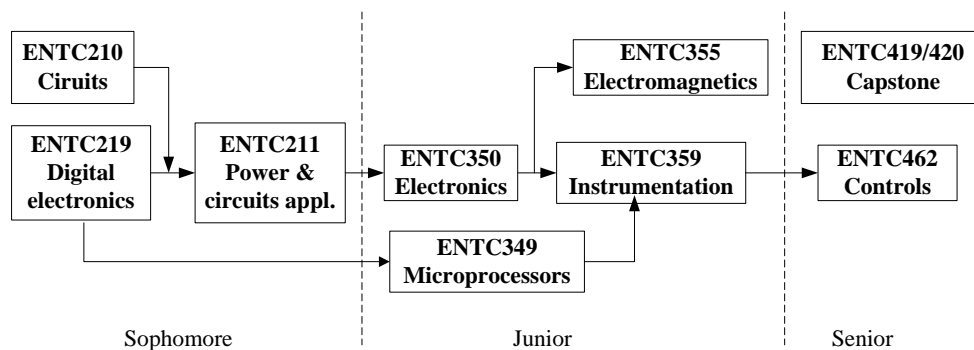 ENTC210
Ciruits
ENTC219
Digital
electronics
ENTC211
Power &
circuits appl.
ENTC355
Electromagnetics
ENTC350
Electronics
ENTC359
Instrumentation
ENTC349
Microprocessors
ENTC419/420
Capstone
ENTC462
Controls
Sophomore
Junior
Senior